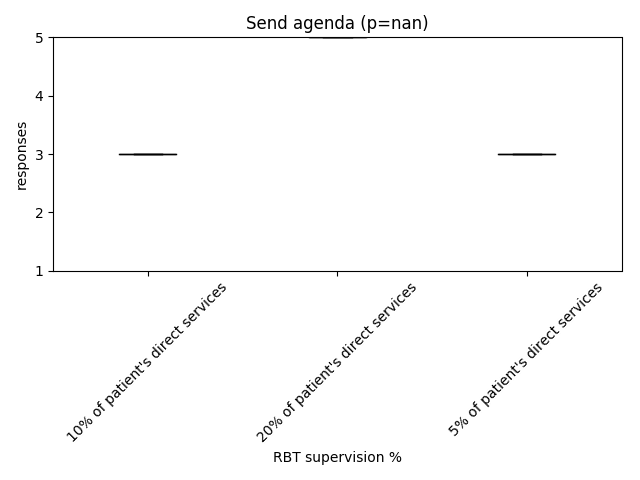 Send agenda (p=nan)
responses
5
4
3
2
1
10% of patient's direct services
20% of patient's direct services
5% of patient's direct services
RBT supervision %